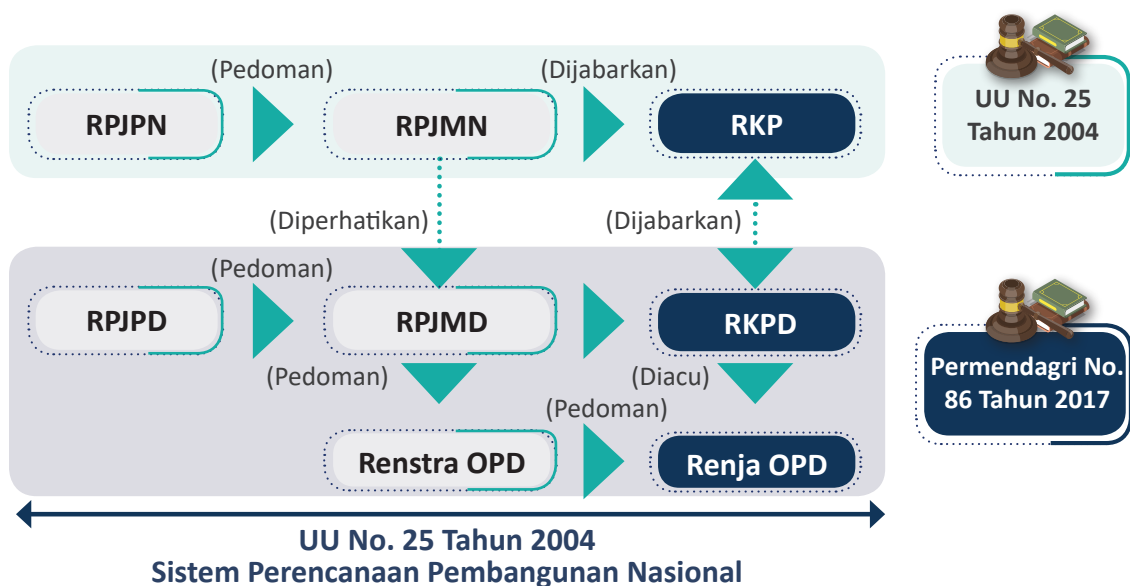 (Pedoman)
(Dijabarkan)
RPJPN
RPJMN
RKP
UU No. 25
Tahun 2004
(Diperhatikan)
(Dijabarkan)
(Pedoman)
RPJPD
RPJMD
RKPD
Permendagri No.
86 Tahun 2017
(Pedoman)
(Diacu)
(Pedoman)
Renstra OPD
Renja OPD
UU No. 25 Tahun 2004
Sistem Perencanaan Pembangunan Nasional